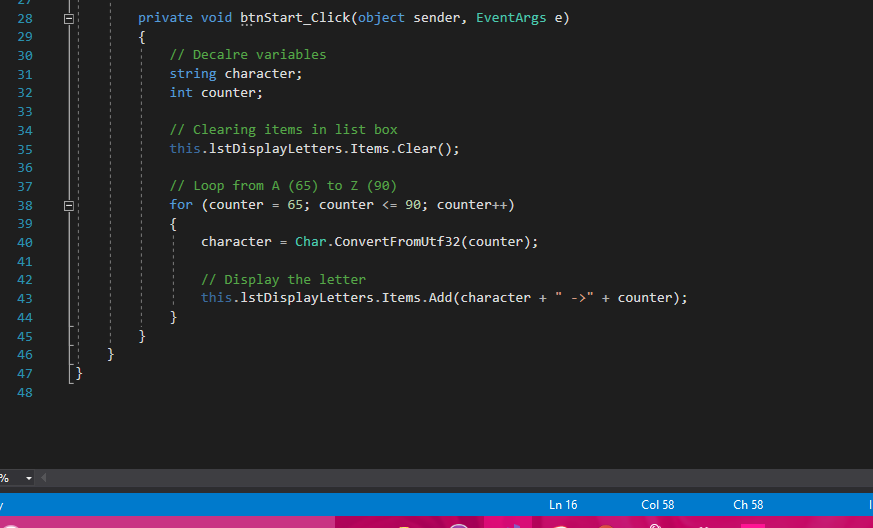 27
28 private void btnStart_Click(object sender, EventArgs e)
29 {
30 // Decalre variables
31 string character;
32 int counter;
33
34 // Clearing items in list box
35 this.lstDisplayLetters.Items.Clear();
36
37 // Loop from A (65) to Z (90)
38 for (counter = 65; counter <= 90; counter++)
39 {
40 character = Char.ConvertFromUtf32(counter);
41
42 // Display the letter
43 this.lstDisplayLetters.Items.Add(character + " ->" + counter);
44 }
45 }
46 }
47 }
48
%
Ln 16 Col 58 Ch 58